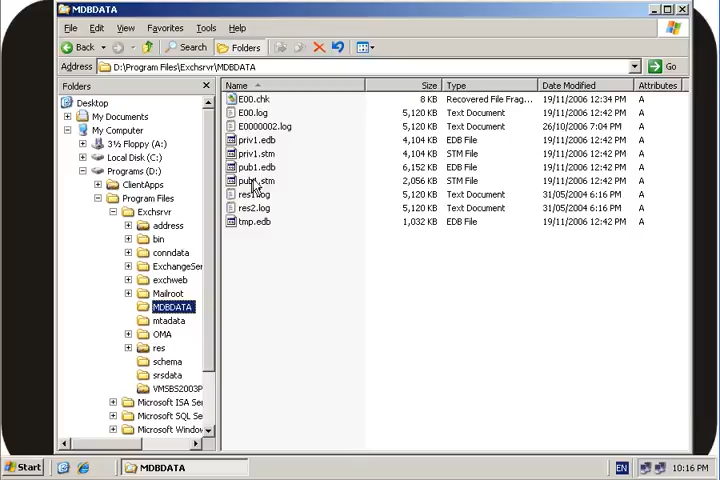 MDBDATA
File Edit View Favorites Tools Help
Back Search Folders
Address D:\Program Files\Exchsrvr\MDBDATA Go
Folders
Desktop
My Documents
My Computer
3½ Floppy (A:)
Local Disk (C:)
Programs (D:)
ClientApps
Program Files
Exchsrvr
address
bin
conndata
ExchangeSer
exchweb
Mailroot
MDBDATA
mtadata
OMA
res
schema
srsdata
VMSBS2003P
Microsoft ISA Se
Microsoft SQL Se
Microsoft Window
Name Size Type Date Modified Attributes
E00.chk 8 KB Recovered File Frag... 19/11/2006 12:34 PM A
E00.log 5,120 KB Text Document 19/11/2006 12:42 PM A
E0000002.log 5,120 KB Text Document 26/10/2006 7:04 PM A
priv1.edb 4,104 KB EDB File 19/11/2006 12:42 PM A
priv1.stm 4,104 KB STM File 19/11/2006 12:42 PM A
pub1.edb 6,152 KB EDB File 19/11/2006 12:42 PM A
pub1.stm 2,056 KB STM File 19/11/2006 12:42 PM A
res1.log 5,120 KB Text Document 31/05/2004 6:16 PM A
res2.log 5,120 KB Text Document 31/05/2004 6:16 PM A
tmp.edb 1,032 KB EDB File 19/11/2006 12:42 PM A
Start MDBDATA EN 10:16 PM